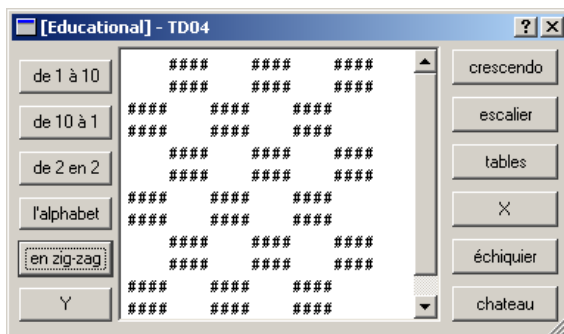 [Educational] - TD04
de 1 à 10
de 10 à 1
de 2 en 2
l'alphabet
en zig-zag
Y
    ####    ####    ####
    ####    ####    ####
####    ####    ####
####    ####    ####
    ####    ####    ####
    ####    ####    ####
####    ####    ####
####    ####    ####
    ####    ####    ####
    ####    ####    ####
####    ####    ####
####    ####    ####
crescendo
escalier
tables
X
échiquier
chateau